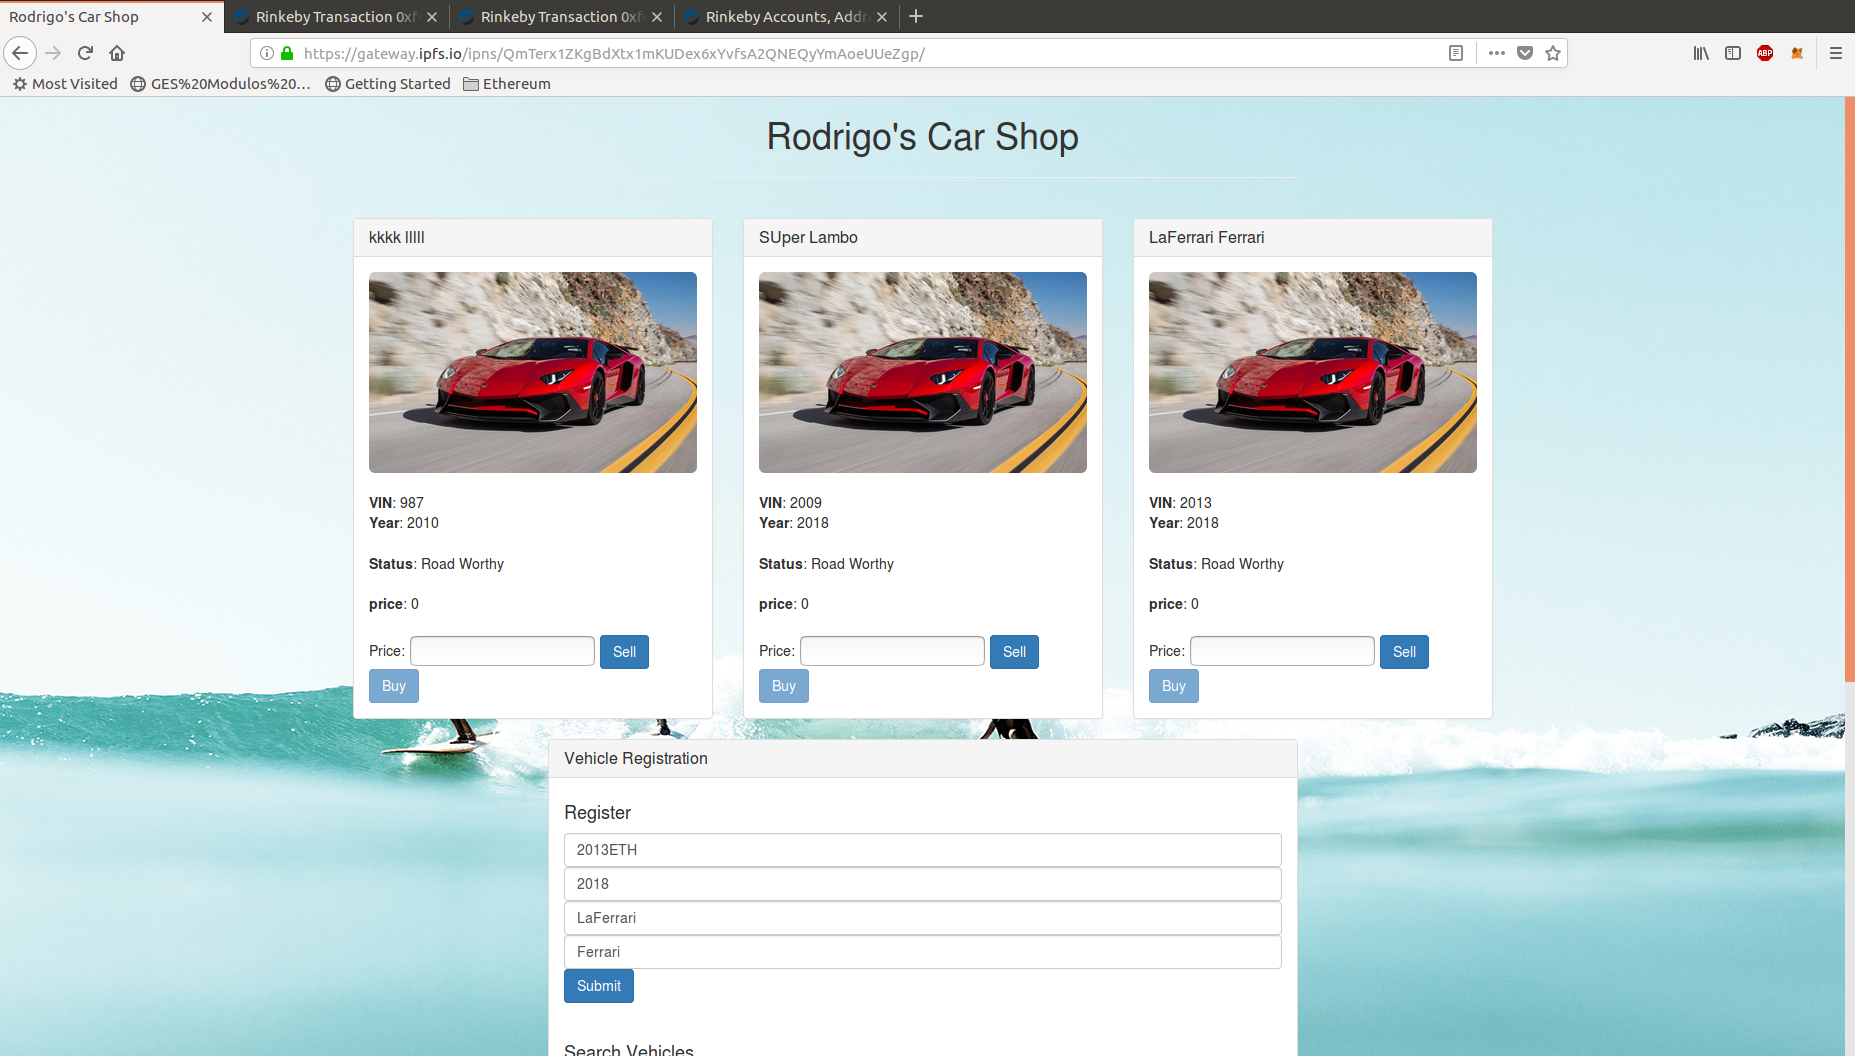 Rodrigo's Car Shop
Rinkeby Transaction 0xf
Rinkeby Transaction 0xf
Rinkeby Accounts, Addr
https://gateway.ipfs.io/ipns/QmTerx1ZKgBdXtx1mKUDex6xYvfsA2QNEQyYmAoeUUeZgp/
ABP
Most Visited
GES%20Modulos%20...
Getting Started
Ethereum
Rodrigo's Car Shop
kkkk lllll
VIN: 987
Year: 2010
Status: Road Worthy
price: 0
Price:
Sell
Buy
SUper Lambo
VIN: 2009
Year: 2018
Status: Road Worthy
price: 0
Price:
Sell
Buy
LaFerrari Ferrari
VIN: 2013
Year: 2018
Status: Road Worthy
price: 0
Price:
Sell
Buy
Vehicle Registration
Register
2013ETH
2018
LaFerrari
Ferrari
Submit
Search Vehicles